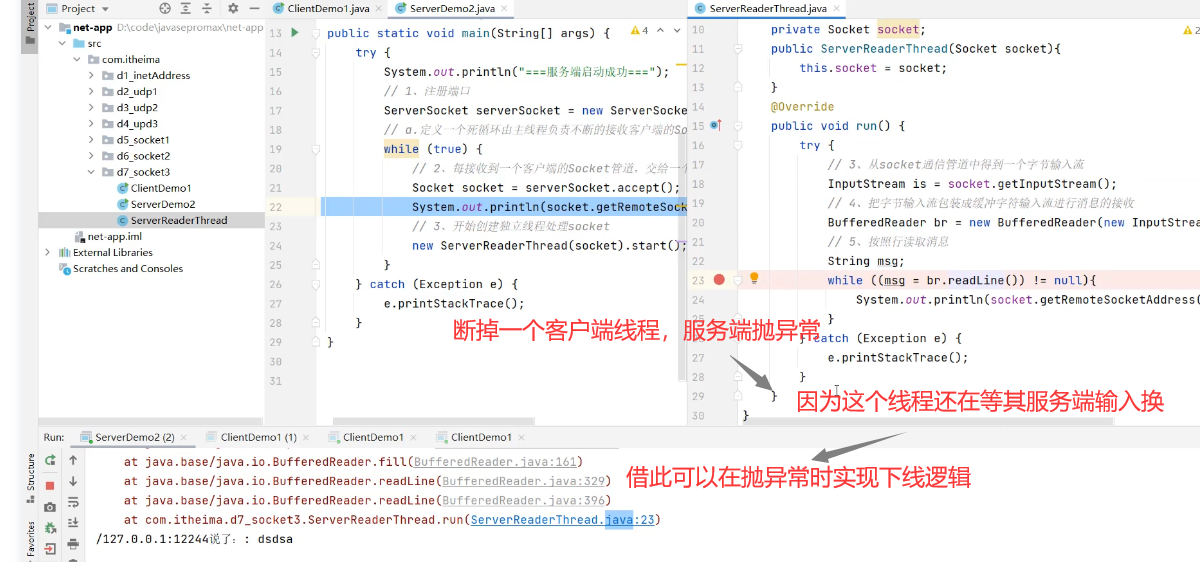 Project
ClientDemo1.java
ServerDemo2.java
ServerReaderThread.java
Project
net-app D:\code\javasepromax\net-app
src
com.itheima
d1_inetAddress
d2_udp1
d3_udp2
d4_upd3
d5_socket1
d6_socket2
d7_socket3
ClientDemo1
ServerDemo2
ServerReaderThread
net-app.iml
External Libraries
Scratches and Consoles
4
13 public static void main(String[] args) {
14 try {
15 System.out.println("===服务端启动成功===");
16 // 1、注册端口
17 ServerSocket serverSocket = new ServerSocke
18 // a.定义一个死循环由主线程负责不断的接收客户端的So
19 while (true) {
20 // 2、每接收到一个客户端的Socket管道，交给一个
21 Socket socket = serverSocket.accept();
22 System.out.println(socket.getRemoteSock
23 // 3、开始创建独立线程处理socket
24 new ServerReaderThread(socket).start();
25 }
26 } catch (Exception e) {
27 e.printStackTrace();
28 }
29 }
30
31
2
10 private Socket socket;
11 public ServerReaderThread(Socket socket){
12 this.socket = socket;
13 }
14 @Override
15 public void run() {
16 try {
17 // 3、从socket通信管道中得到一个字节输入流
18 InputStream is = socket.getInputStream();
19 // 4、把字节输入流包装成缓冲字符输入流进行消息的接收
20 BufferedReader br = new BufferedReader(new InputStrea
21 // 5、按照行读取消息
22 String msg;
23 while ((msg = br.readLine()) != null){
24 System.out.println(socket.getRemoteSocketAddress(
25 }
catch (Exception e) {
27 e.printStackTrace();
28 }
29 }
30 }
断掉一个客户端线程，服务端抛异常
因为这个线程还在等其服务端输入换
借此可以在抛异常时实现下线逻辑
Run: ServerDemo2 (2) ClientDemo1 (1) ClientDemo1 ClientDemo1
at java.base/java.io.BufferedReader.fill(BufferedReader.java:161)
at java.base/java.io.BufferedReader.readLine(BufferedReader.java:329)
at java.base/java.io.BufferedReader.readLine(BufferedReader.java:396)
at com.itheima.d7_socket3.ServerReaderThread.run(ServerReaderThread.java:23)
/127.0.0.1:12244说了：: dsdsa
Structure
Favorites